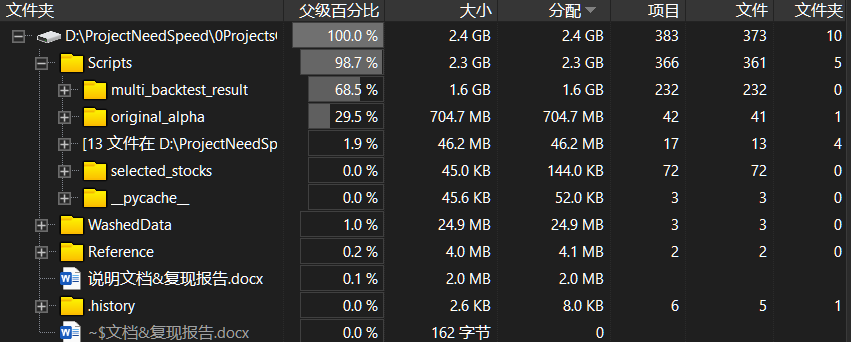 文件夹 父级百分比 大小 分配 项目 文件 文件夹
D:\ProjectNeedSpeed\0Projects( 100.0 % 2.4 GB 2.4 GB 383 373 10
Scripts 98.7 % 2.3 GB 2.3 GB 366 361 5
multi_backtest_result 68.5 % 1.6 GB 1.6 GB 232 232 0
original_alpha 29.5 % 704.7 MB 704.7 MB 42 41 1
[13 文件在 D:\ProjectNeedSp 1.9 % 46.2 MB 46.2 MB 17 13 4
selected_stocks 0.0 % 45.0 KB 144.0 KB 72 72 0
__pycache__ 0.0 % 45.6 KB 52.0 KB 3 3 0
WashedData 1.0 % 24.9 MB 24.9 MB 3 3 0
Reference 0.2 % 4.0 MB 4.1 MB 2 2 0
说明文档&复现报告.docx 0.1 % 2.0 MB 2.0 MB
.history 0.0 % 2.6 KB 8.0 KB 6 5 1
~$文档&复现报告.docx 0.0 % 162 字节 0